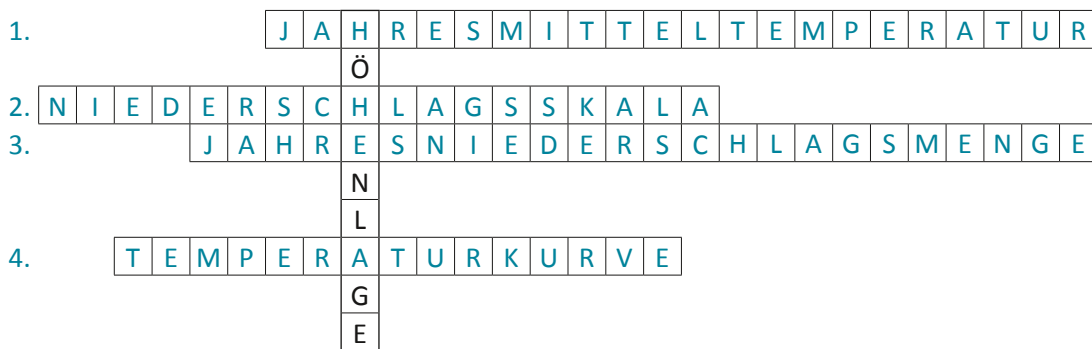 1. JAHRESMITTELTEMPERATUR
Ö
2. NIEDERSCHLAGSSKALA
3. JAHRESNIEDERSCHLAGSMENGE
N
L
4. TEMPERATURKURVE
G
E